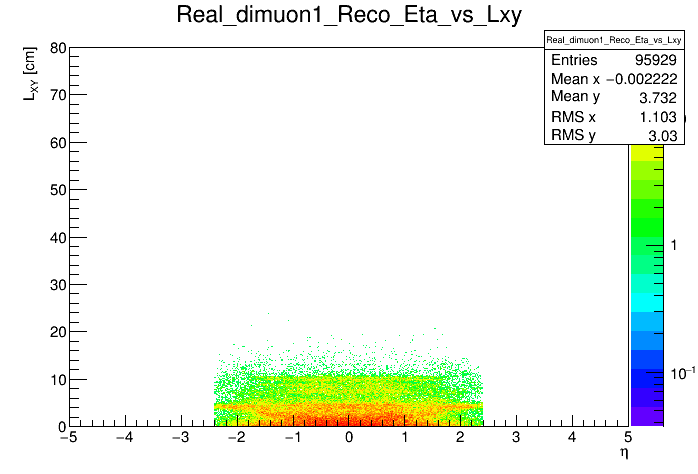 Real_dimuon1_Reco_Eta_vs_Lxy
Real_dimuon1_Reco_Eta_vs_Lxy
Entries 95929
Mean x −0.002222
Mean y 3.732
RMS x 1.103
RMS y 3.03
L_XY [cm]
80
70
60
50
40
30
20
10
0
1
10⁻¹
−5 −4 −3 −2 −1 0 1 2 3 4 5
η